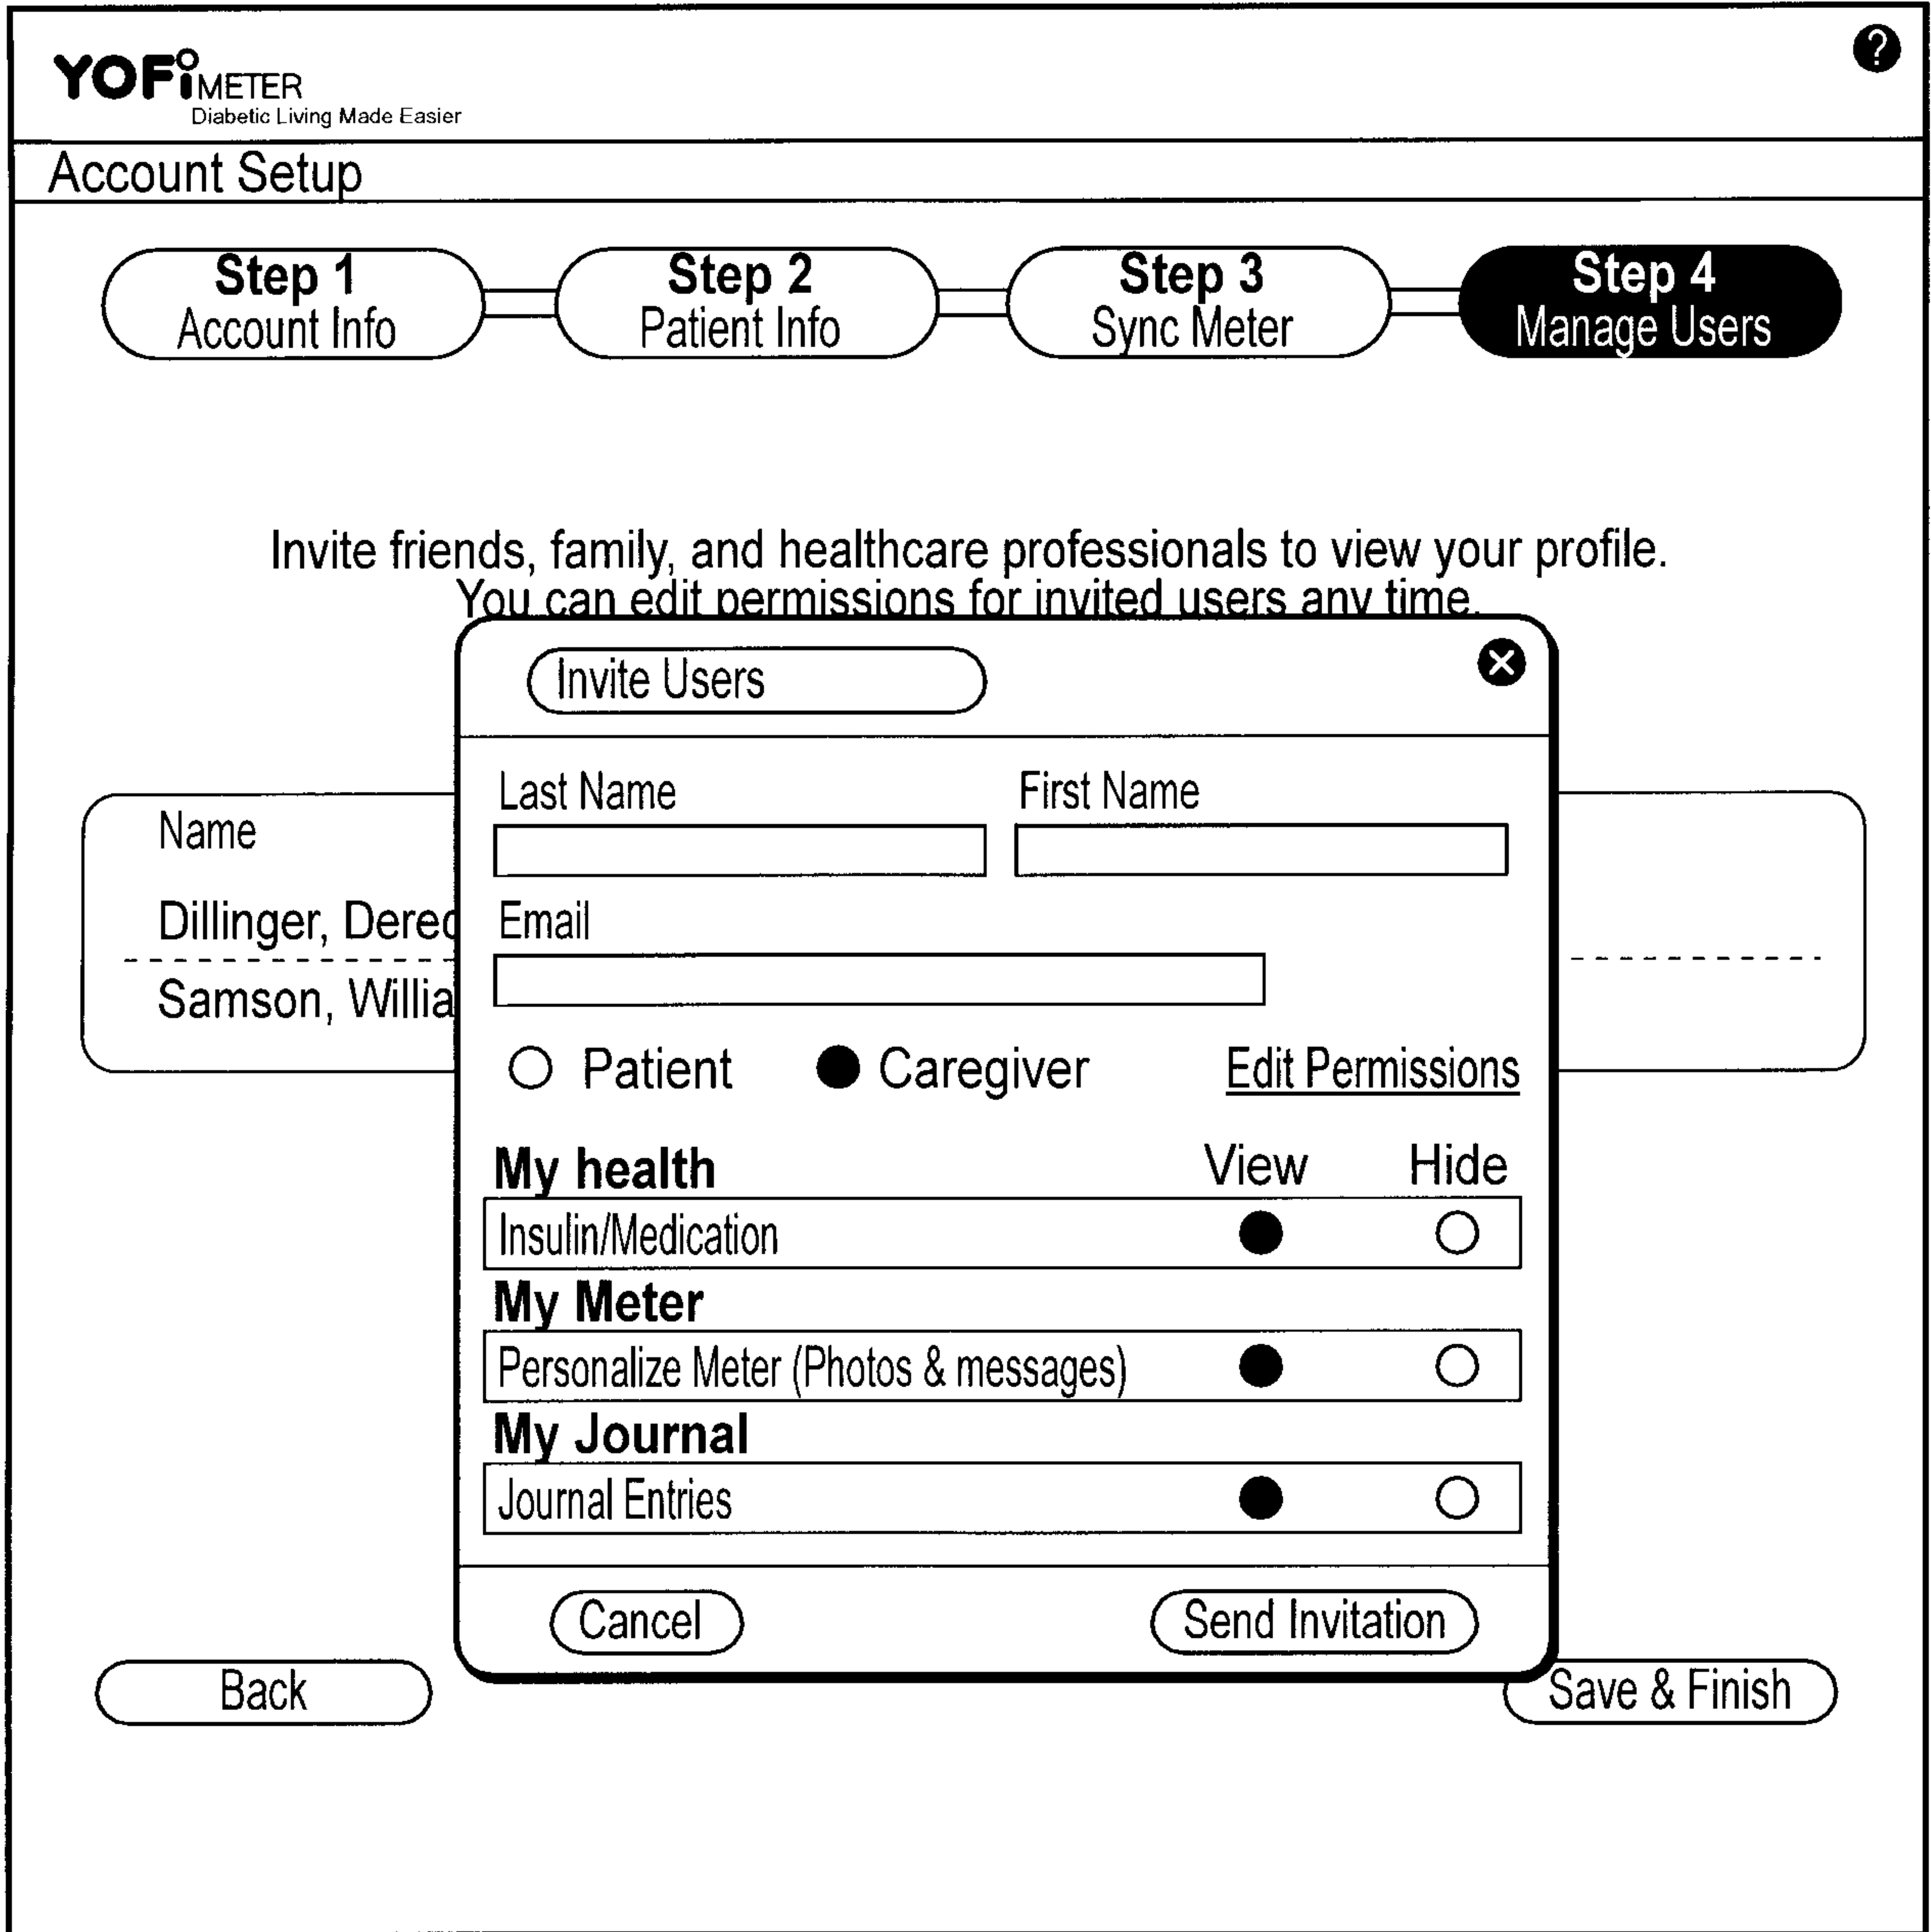 ?
YOFiMETER
Diabetic Living Made Easier
Account Setup
Step 1
Account Info
Step 2
Patient Info
Step 3
Sync Meter
Step 4
Manage Users
Invite friends, family, and healthcare professionals to view your profile.
You can edit permissions for invited users any time.
Invite Users
Last Name
First Name
Name
Dillinger,
Email
Samson,
Patient
Caregiver
Edit Permissions
My health
View
Hide
Insulin/Medication
My Meter
Personalize Meter (Photos & messages)
My Journal
Journal Entries
Cancel
Send Invitation
Back
Save & Finish